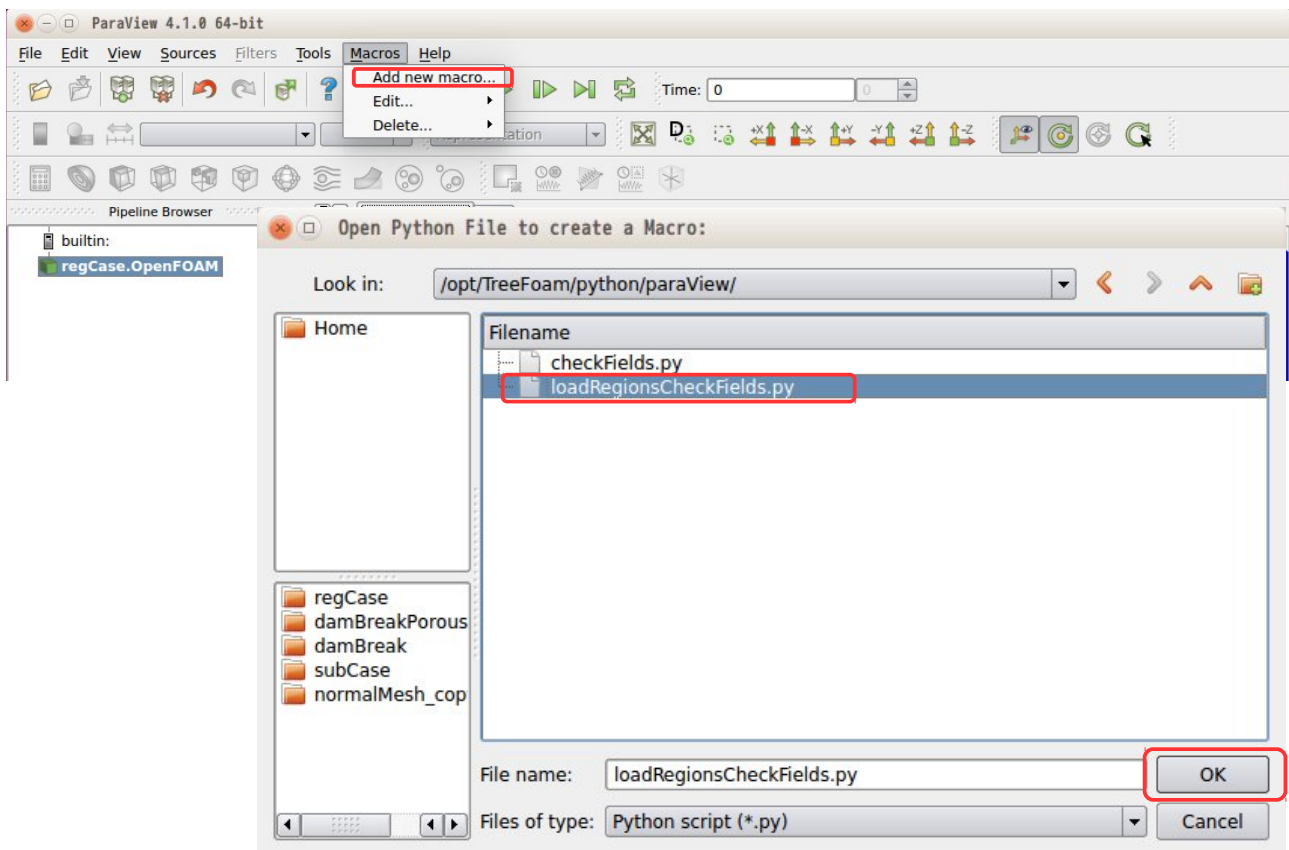 ParaView 4.1.0 64-bit
File Edit View Sources Filters Tools Macros Help
Add new macro...
Edit...
Delete...
Time: 0 0
+X -X +Y -Y +Z -Z
Pipeline Browser
builtin:
regCase.OpenFOAM
Open Python File to create a Macro:
Look in: /opt/TreeFoam/python/paraView/
Home
Filename
checkFields.py
loadRegionsCheckFields.py
regCase
damBreakPorous
damBreak
subCase
normalMesh_cop
File name: loadRegionsCheckFields.py OK
Files of type: Python script (*.py) Cancel